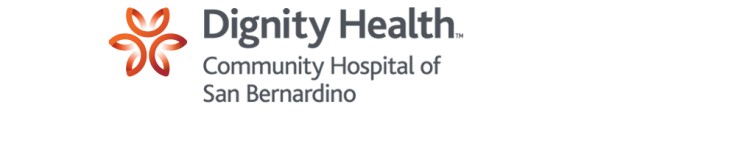 Dignity Health™
Community Hospital of
San Bernardino